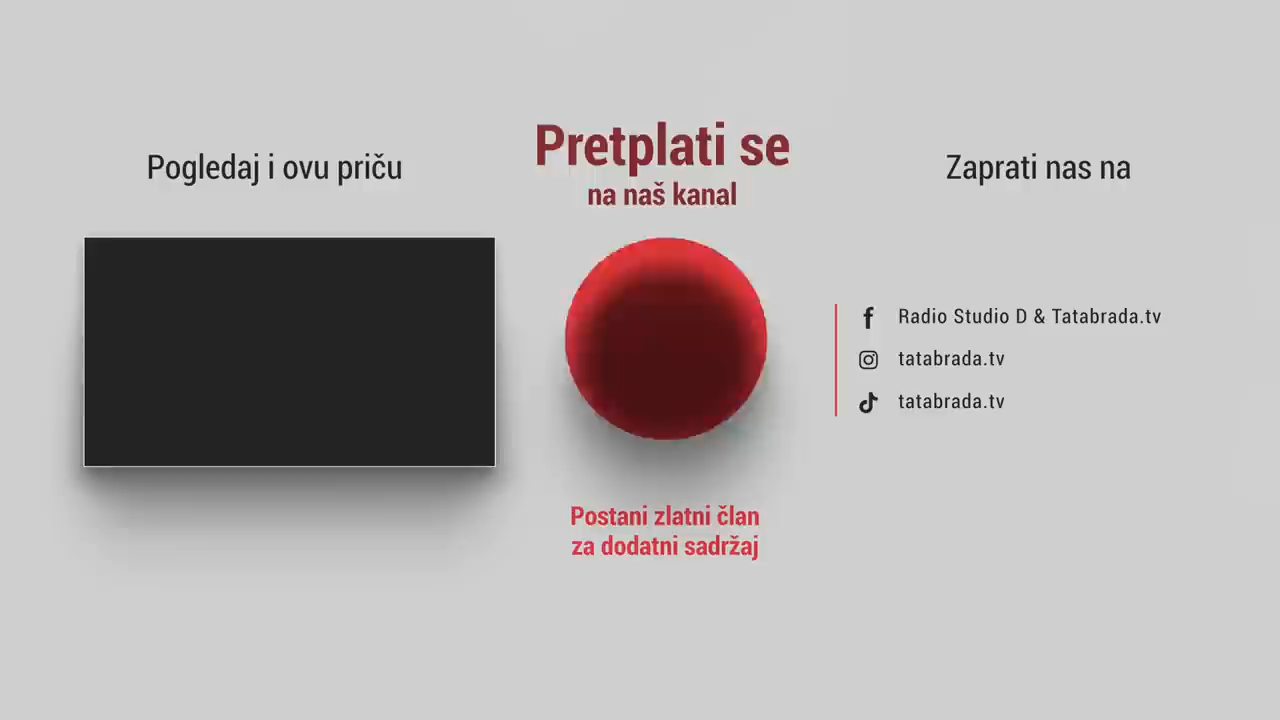 Pogledaj i ovu priču
Pretplati se
na naš kanal
Postani zlatni član
za dodatni sadržaj
Zaprati nas na
Radio Studio D & Tatabrada.tv
tatabrada.tv
tatabrada.tv